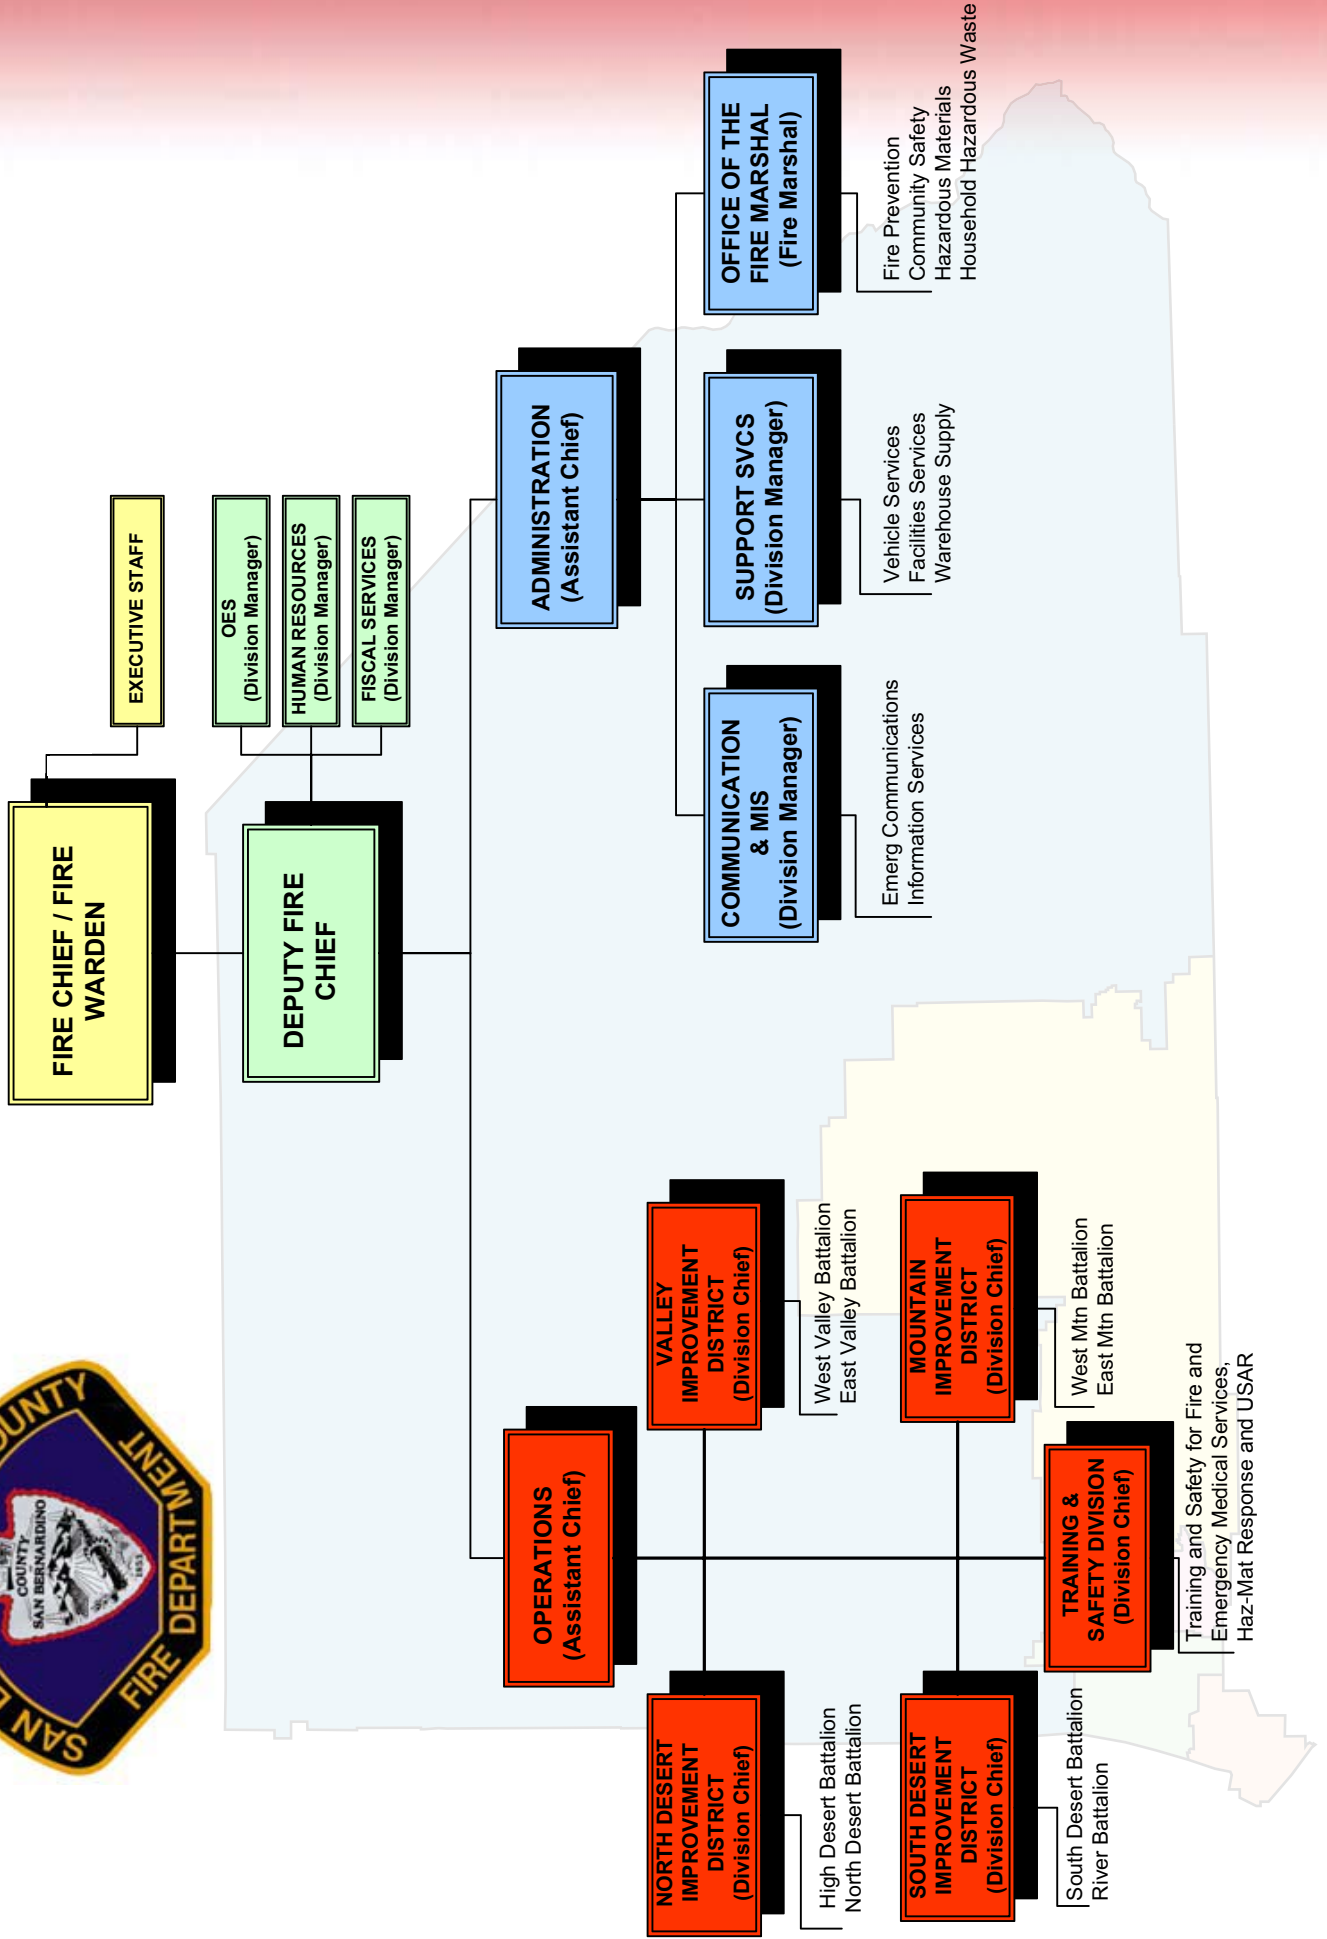 SAN
COUNTY
FIRE DEPARTMENT
COUNTY
SAN BERNARDINO
1853
FIRE CHIEF / FIRE
WARDEN
EXECUTIVE STAFF
DEPUTY FIRE
CHIEF
OES
(Division Manager)
HUMAN RESOURCES
(Division Manager)
FISCAL SERVICES
(Division Manager)
OPERATIONS
(Assistant Chief)
ADMINISTRATION
(Assistant Chief)
NORTH DESERT
IMPROVEMENT
DISTRICT
(Division Chief)
High Desert Battalion
North Desert Battalion
VALLEY
IMPROVEMENT
DISTRICT
(Division Chief)
West Valley Battalion
East Valley Battalion
SOUTH DESERT
IMPROVEMENT
DISTRICT
(Division Chief)
South Desert Battalion
River Battalion
MOUNTAIN
IMPROVEMENT
DISTRICT
(Division Chief)
West Mtn Battalion
East Mtn Battalion
TRAINING &
SAFETY DIVISION
(Division Chief)
Training and Safety for Fire and
Emergency Medical Services,
Haz-Mat Response and USAR
COMMUNICATION
& MIS
(Division Manager)
Emerg Communications
Information Services
SUPPORT SVCS
(Division Manager)
Vehicle Services
Facilities Services
Warehouse Supply
OFFICE OF THE
FIRE MARSHAL
(Fire Marshal)
Fire Prevention
Community Safety
Hazardous Materials
Household Hazardous Waste